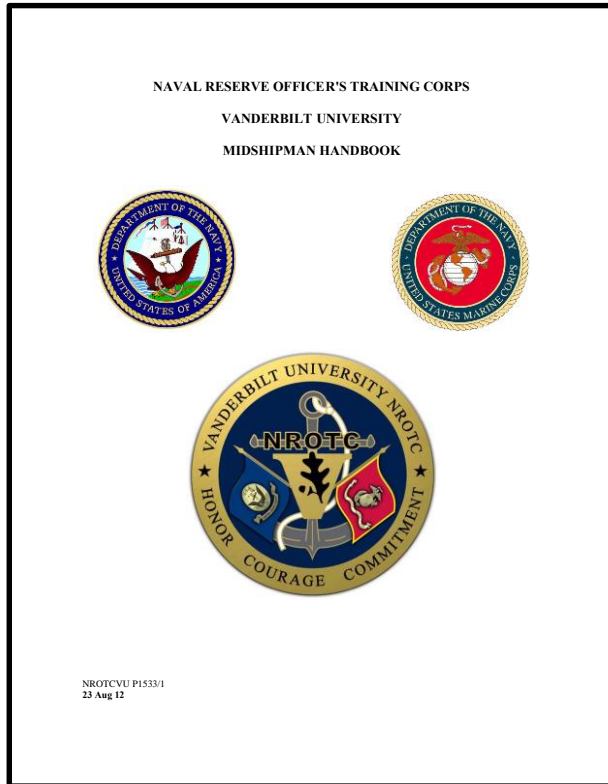 NAVAL RESERVE OFFICER'S TRAINING CORPS
VANDERBILT UNIVERSITY
MIDSHIPMAN HANDBOOK
DEPARTMENT OF THE NAVY
UNITED STATES OF AMERICA
DEPARTMENT OF THE NAVY
UNITED STATES MARINE CORPS
VANDERBILT UNIVERSITY NROTC
NROTC
HONOR COURAGE COMMITMENT
NROTCVU P1533/1
23 Aug 12